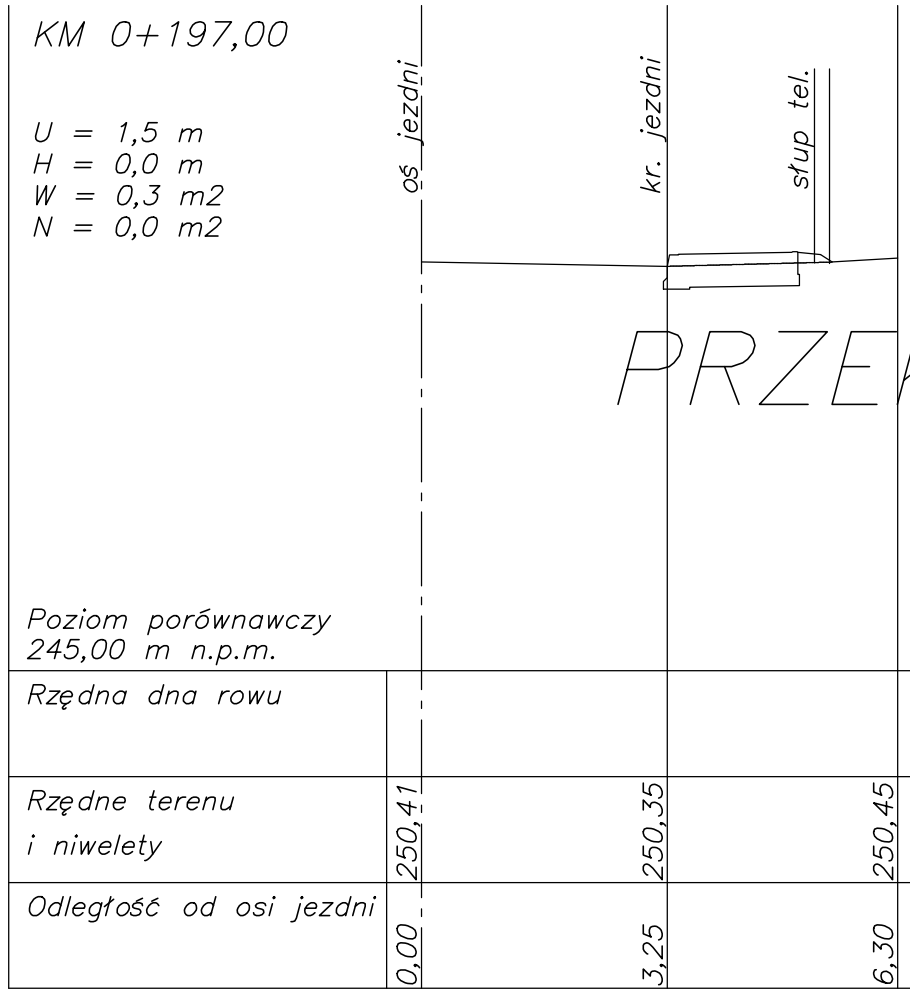 KM 0+197,00
oś jezdni
kr. jezdni
słup tel.
U = 1,5 m
H = 0,0 m
W = 0,3 m2
N = 0,0 m2
Poziom porównawczy
245,00 m n.p.m.
Rzędna dna rowu
Rzędne terenu
i niwelety
250,41
250,35
250,45
Odległość od osi jezdni
0,00
3,25
6,30